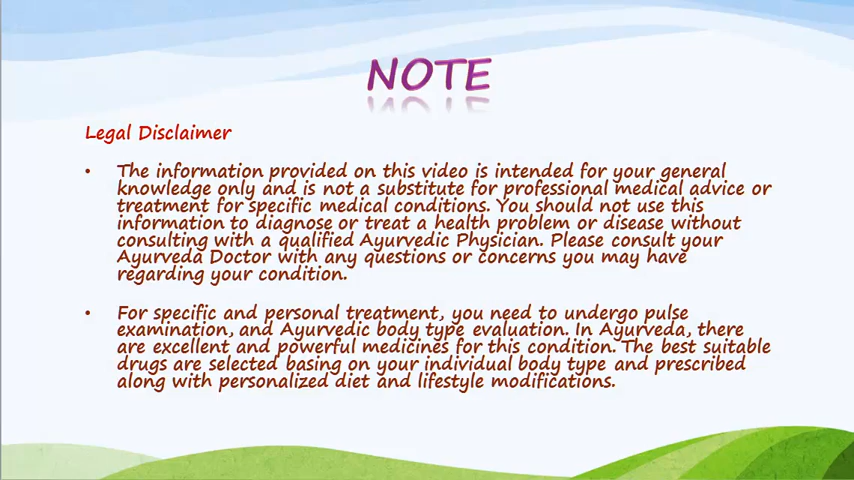 NOTE
Legal Disclaimer
• The information provided on this video is intended for your general
knowledge only and is not a substitute for professional medical advice or
treatment for specific medical conditions. You should not use this
information to diagnose or treat a health problem or disease without
consulting with a qualified Ayurvedic Physician. Please consult your
Ayurveda Doctor with any questions or concerns you may have
regarding your condition.
• For specific and personal treatment, you need to undergo pulse
examination, and Ayurvedic body type evaluation. In Ayurveda, there
are excellent and powerful medicines for this condition. The best suitable
drugs are selected basing on your individual body type and prescribed
along with personalized diet and lifestyle modifications.